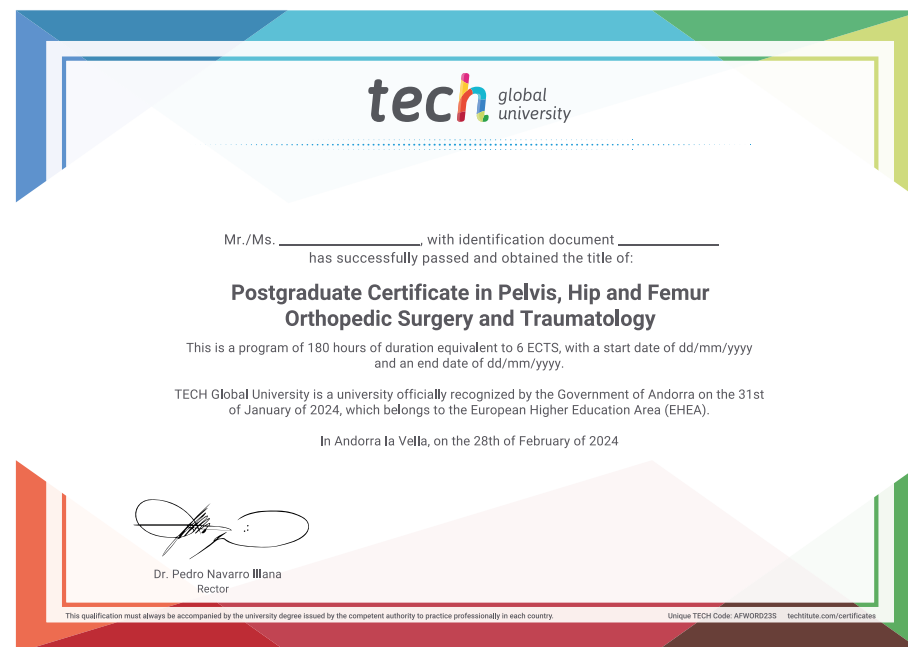 tech global university
Mr./Ms. ____________________, with identification document ______________
has successfully passed and obtained the title of:
Postgraduate Certificate in Pelvis, Hip and Femur
Orthopedic Surgery and Traumatology
This is a program of 180 hours of duration equivalent to 6 ECTS, with a start date of dd/mm/yyyy
and an end date of dd/mm/yyyy.
TECH Global University is a university officially recognized by the Government of Andorra on the 31st
of January of 2024, which belongs to the European Higher Education Area (EHEA).
In Andorra la Vella, on the 28th of February of 2024
Dr. Pedro Navarro Illana
Rector
This qualification must always be accompanied by the university degree issued by the competent authority to practice professionally in each country.
Unique TECH Code: AFWORD23S techtitute.com/certificates